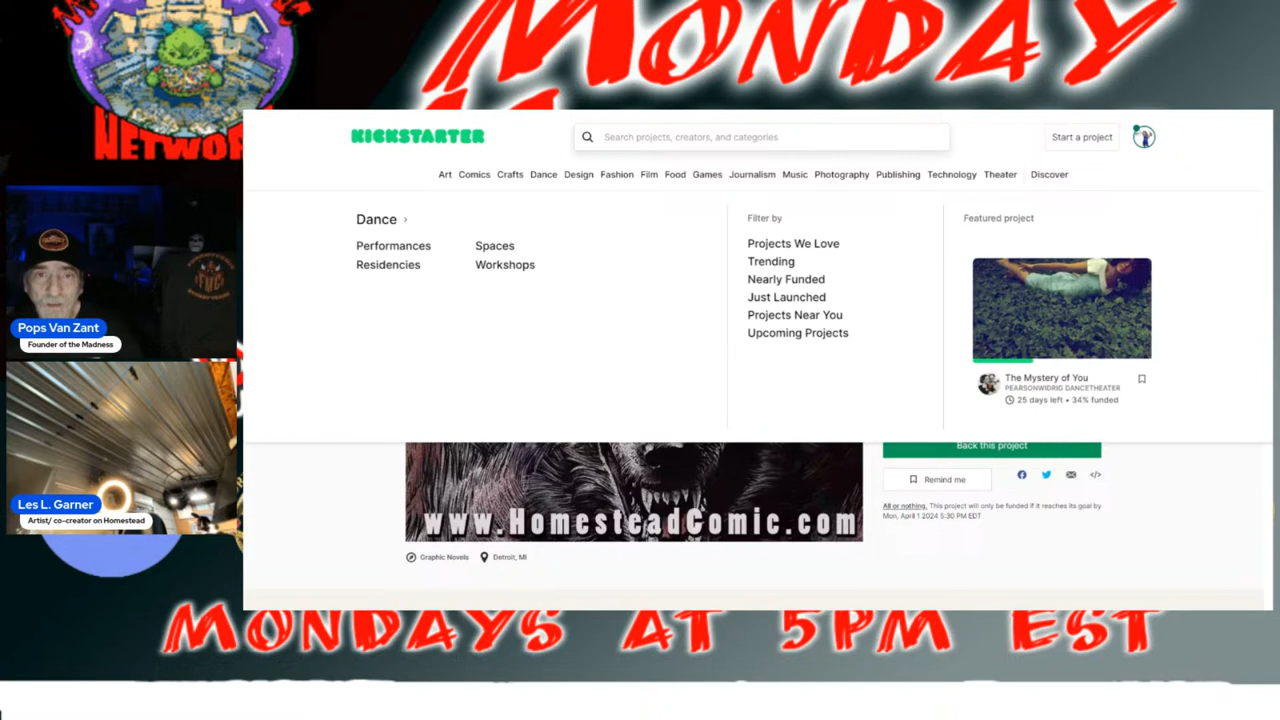 MONDAY
NETWO
KICKSTARTER
Search projects, creators, and categories
Start a project
Art Comics Crafts Dance Design Fashion Film Food Games Journalism Music Photography Publishing Technology Theater Discover
Dance ›
Performances
Spaces
Residencies
Workshops
Filter by
Projects We Love
Trending
Nearly Funded
Just Launched
Projects Near You
Upcoming Projects
Featured project
The Mystery of You
PEARSONWIDRIG DANCETHEATER
25 days left • 34% funded
Pops Van Zant
Founder of the Madness
Les L. Garner
Artist/ co-creator on Homestead
Back this project
Remind me
All or nothing. This project will only be funded if it reaches its goal by
Mon, April 1 2024 5:30 PM EDT
www.HomesteadComic.com
Graphic Novels
Detroit, MI
MONDAYS AT 5PM EST